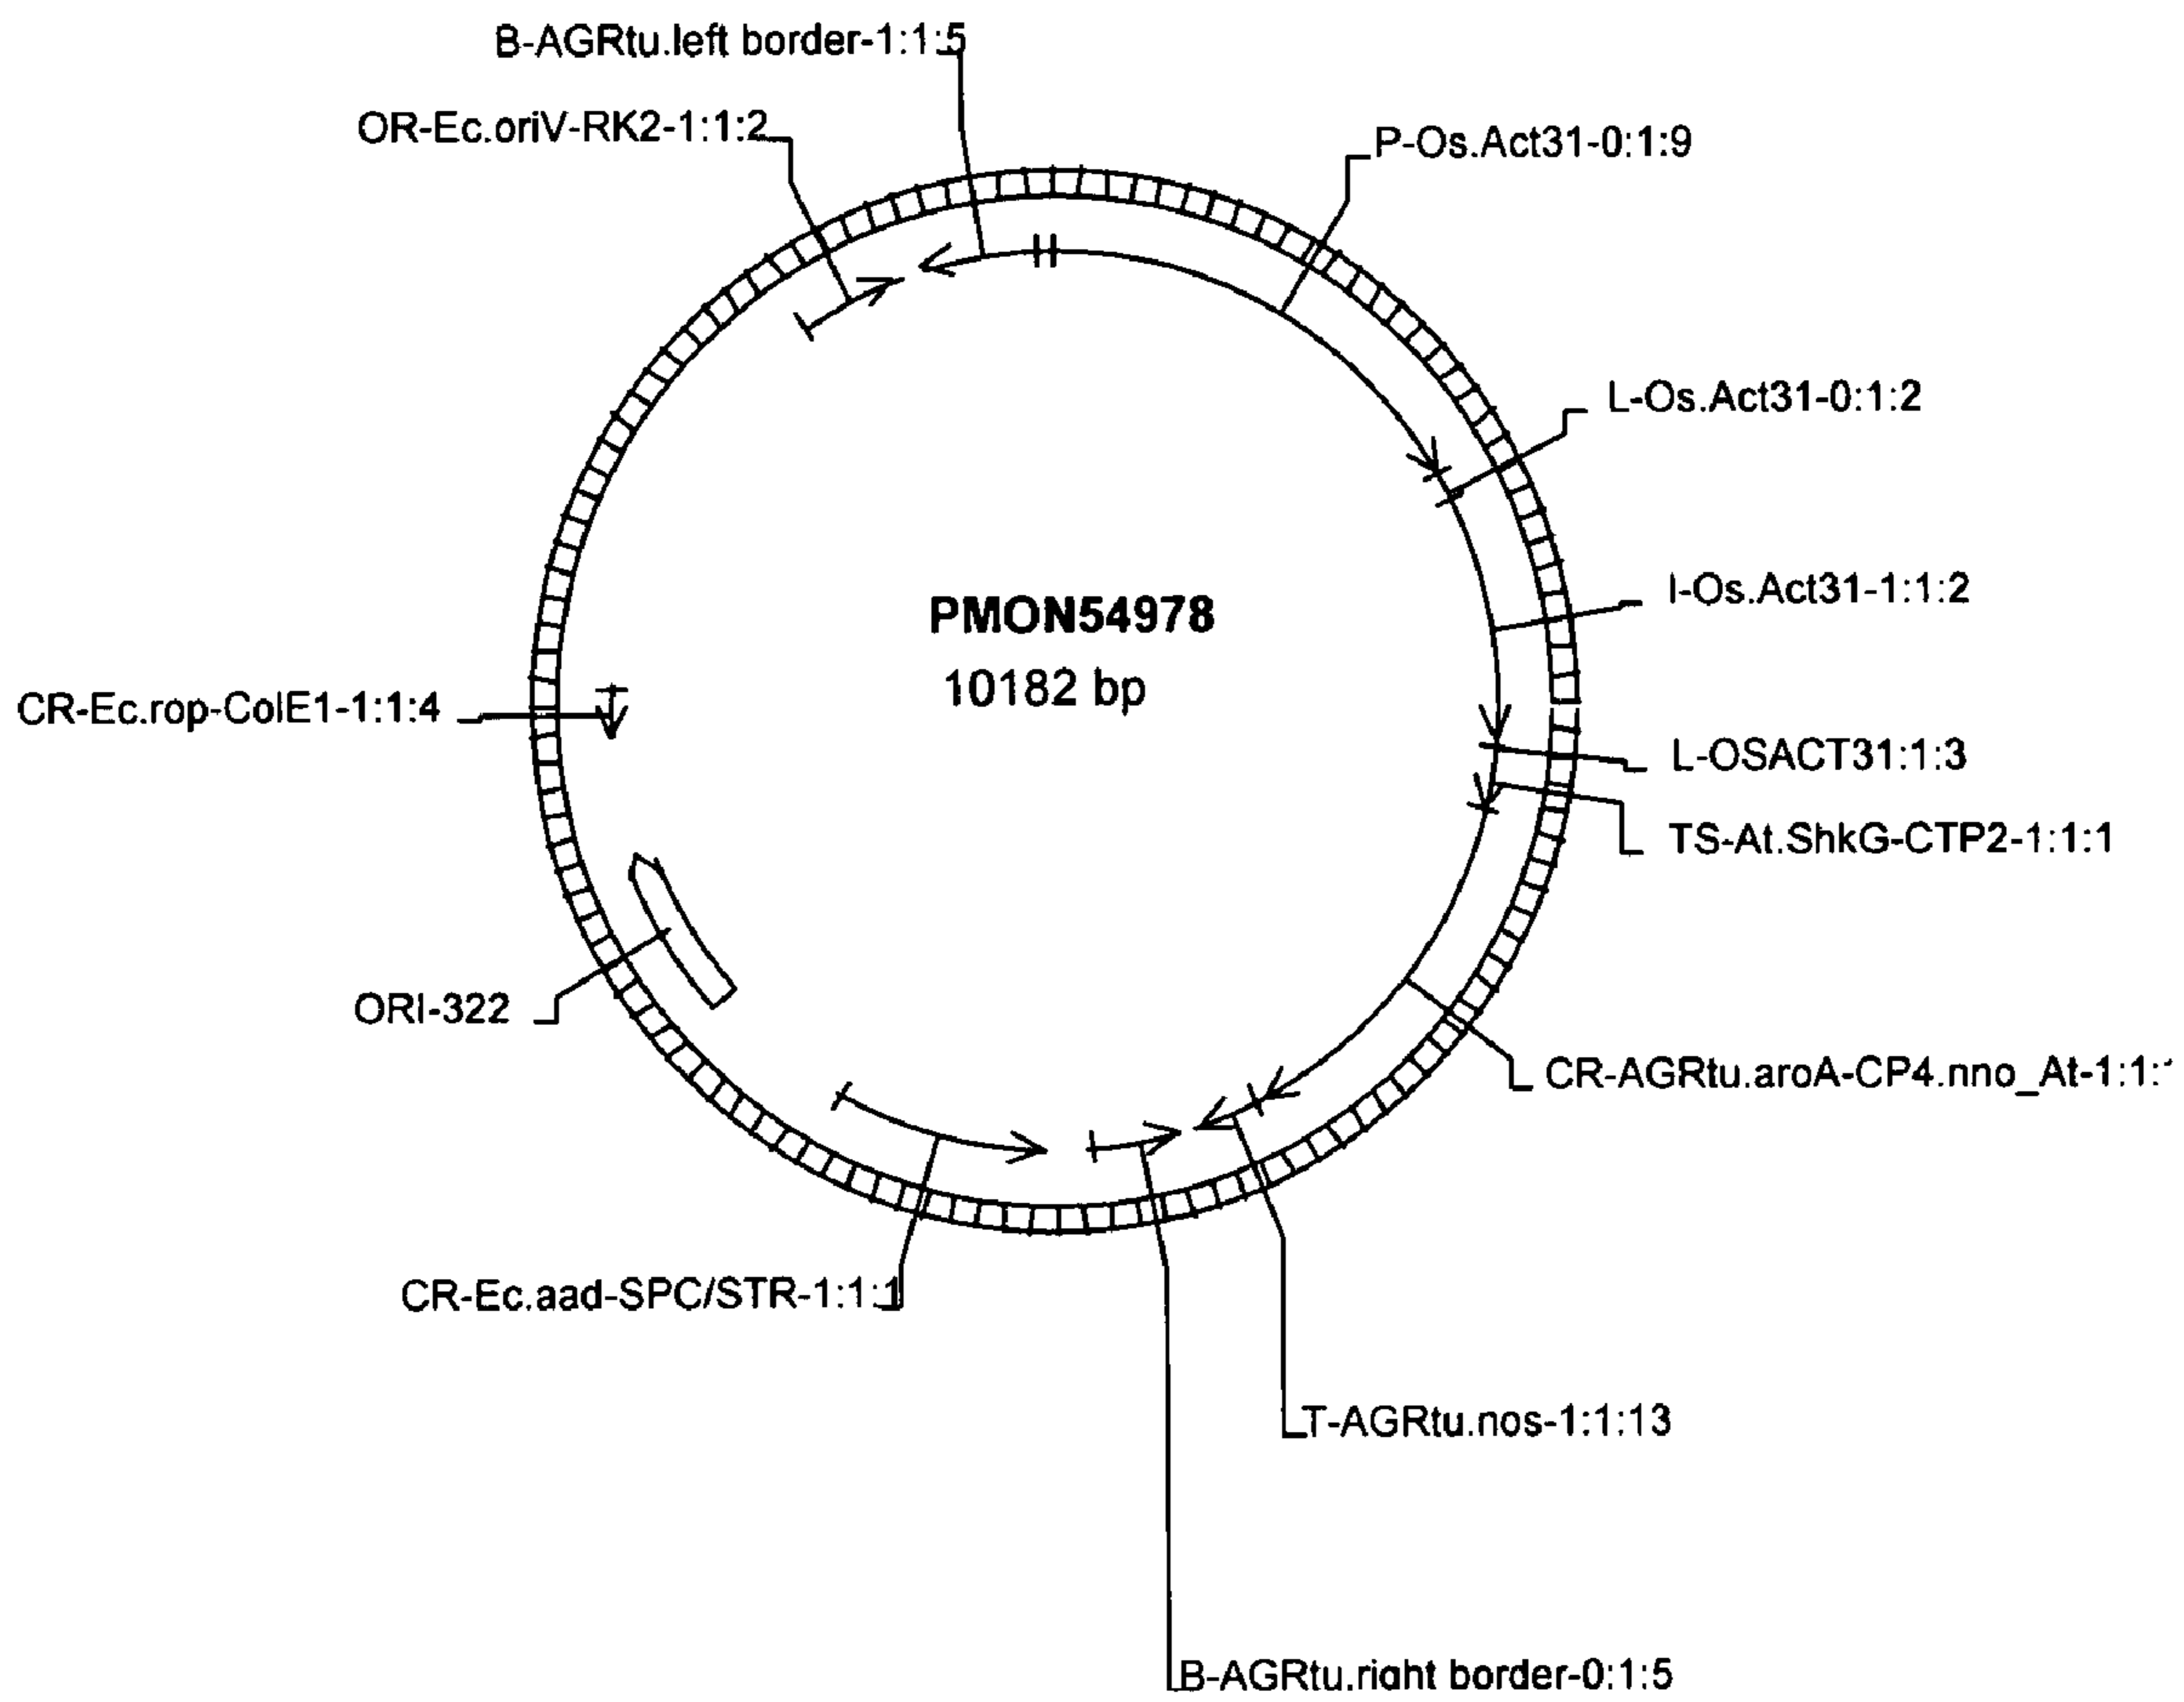 B-AGRtu.left border-1:1:5
OR-Ec.oriV-RK2-1:1:2
P-Os.Act31-0:1:9
L-Os.Act31-0:1:2
I-Os.Act31-1:1:2
PMON54978
10182 bp
CR-Ec.rop-ColE1-1:1:4
L-OSACT31:1:3
TS-At.ShkG-CTP2-1:1:1
ORI-322
CR-AGRtu.aroA-CP4.nno_At-1:1:1
CR-Ec.aad-SPC/STR-1:1:1
T-AGRtu.nos-1:1:13
B-AGRtu.right border-0:1:5